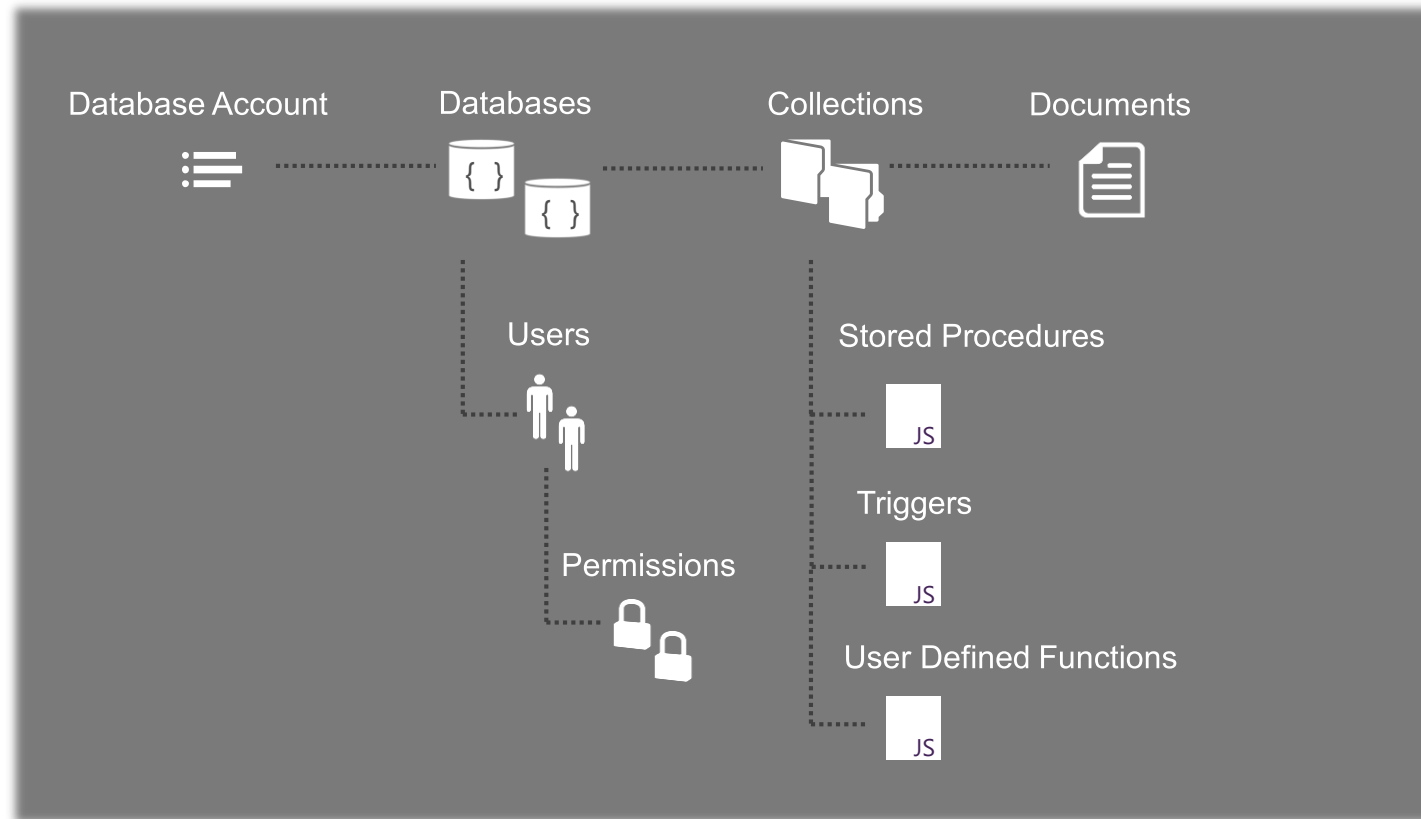 Database Account
Databases
Collections
Documents
{ }
{ }
Users
Stored Procedures
JS
Triggers
Permissions
JS
User Defined Functions
JS